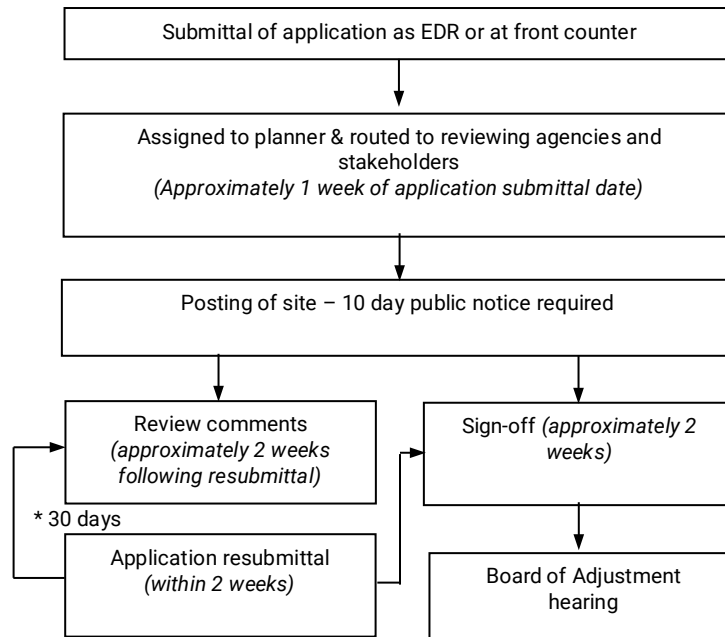 Submittal of application as EDR or at front counter
Assigned to planner & routed to reviewing agencies and
stakeholders
(Approximately 1 week of application submittal date)
Posting of site – 10 day public notice required
Review comments
(approximately 2 weeks
following resubmittal)
Sign-off (approximately 2
weeks)
* 30 days
Application resubmittal
(within 2 weeks)
Board of Adjustment
hearing